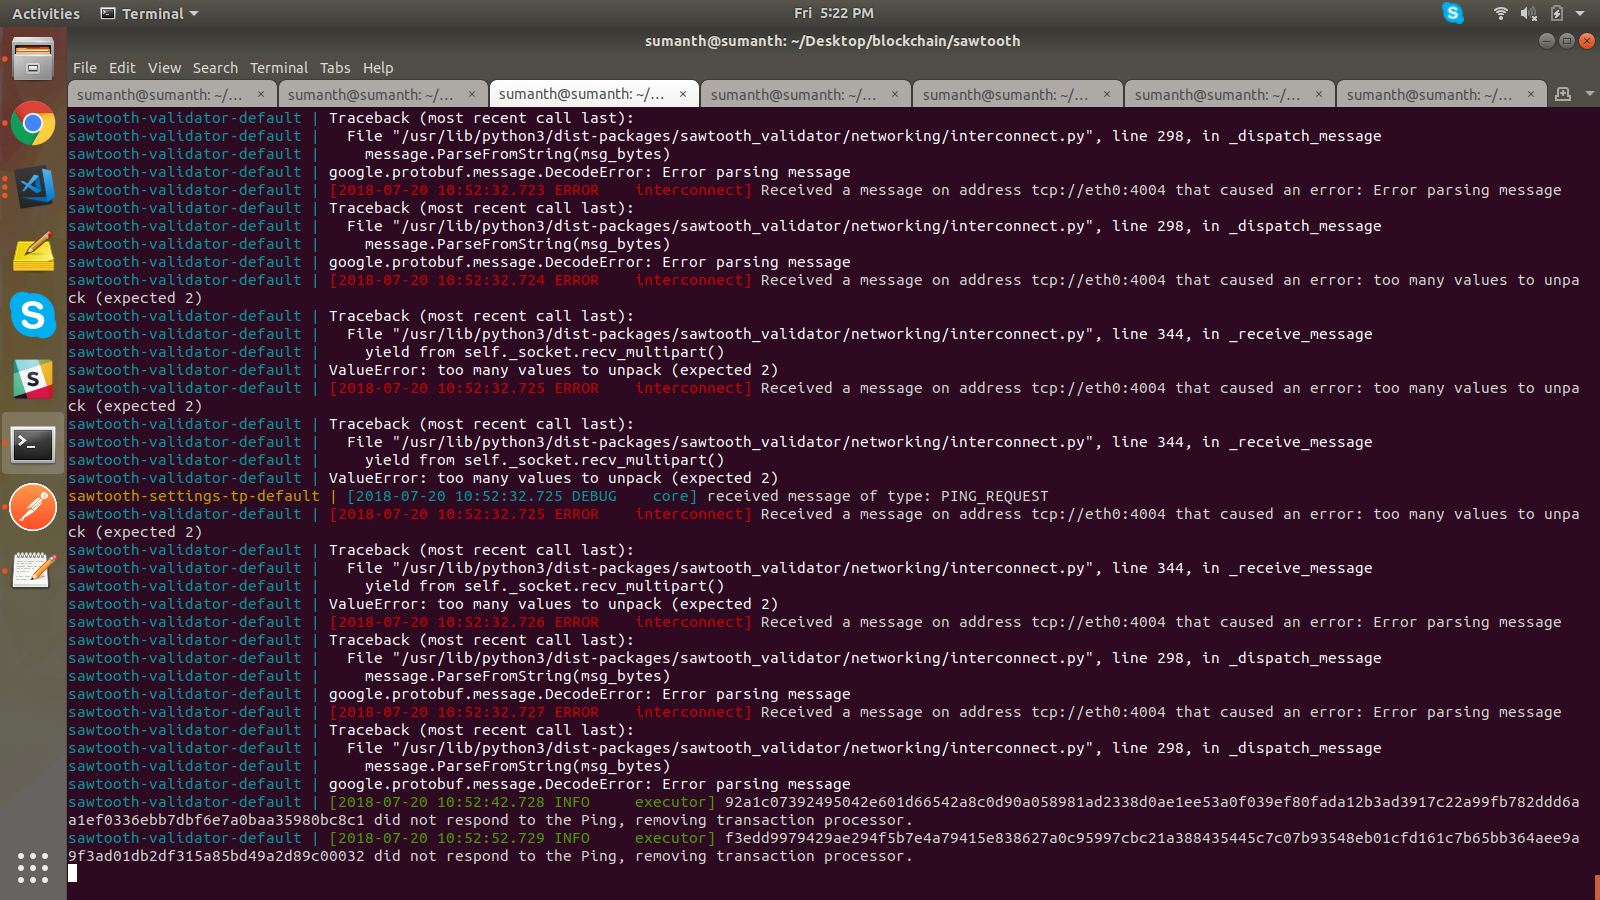 Activities Terminal Fri 5:22 PM
sumanth@sumanth: ~/Desktop/blockchain/sawtooth
File Edit View Search Terminal Tabs Help
sumanth@sumanth: ~/... × sumanth@sumanth: ~/... × sumanth@sumanth: ~/... × sumanth@sumanth: ~/... × sumanth@sumanth: ~/... × sumanth@sumanth: ~/... × sumanth@sumanth: ~/... ×
sawtooth-validator-default | Traceback (most recent call last):
sawtooth-validator-default |   File "/usr/lib/python3/dist-packages/sawtooth_validator/networking/interconnect.py", line 298, in _dispatch_message
sawtooth-validator-default |     message.ParseFromString(msg_bytes)
sawtooth-validator-default | google.protobuf.message.DecodeError: Error parsing message
sawtooth-validator-default | [2018-07-20 10:52:32.723 ERROR    interconnect] Received a message on address tcp://eth0:4004 that caused an error: Error parsing message
sawtooth-validator-default | Traceback (most recent call last):
sawtooth-validator-default |   File "/usr/lib/python3/dist-packages/sawtooth_validator/networking/interconnect.py", line 298, in _dispatch_message
sawtooth-validator-default |     message.ParseFromString(msg_bytes)
sawtooth-validator-default | google.protobuf.message.DecodeError: Error parsing message
sawtooth-validator-default | [2018-07-20 10:52:32.724 ERROR    interconnect] Received a message on address tcp://eth0:4004 that caused an error: too many values to unpa
ck (expected 2)
sawtooth-validator-default | Traceback (most recent call last):
sawtooth-validator-default |   File "/usr/lib/python3/dist-packages/sawtooth_validator/networking/interconnect.py", line 344, in _receive_message
sawtooth-validator-default |     yield from self._socket.recv_multipart()
sawtooth-validator-default | ValueError: too many values to unpack (expected 2)
sawtooth-validator-default | [2018-07-20 10:52:32.725 ERROR    interconnect] Received a message on address tcp://eth0:4004 that caused an error: too many values to unpa
ck (expected 2)
sawtooth-validator-default | Traceback (most recent call last):
sawtooth-validator-default |   File "/usr/lib/python3/dist-packages/sawtooth_validator/networking/interconnect.py", line 344, in _receive_message
sawtooth-validator-default |     yield from self._socket.recv_multipart()
sawtooth-validator-default | ValueError: too many values to unpack (expected 2)
sawtooth-settings-tp-default | [2018-07-20 10:52:32.725 DEBUG    core] received message of type: PING_REQUEST
sawtooth-validator-default | [2018-07-20 10:52:32.725 ERROR    interconnect] Received a message on address tcp://eth0:4004 that caused an error: too many values to unpa
ck (expected 2)
sawtooth-validator-default | Traceback (most recent call last):
sawtooth-validator-default |   File "/usr/lib/python3/dist-packages/sawtooth_validator/networking/interconnect.py", line 344, in _receive_message
sawtooth-validator-default |     yield from self._socket.recv_multipart()
sawtooth-validator-default | ValueError: too many values to unpack (expected 2)
sawtooth-validator-default | [2018-07-20 10:52:32.726 ERROR    interconnect] Received a message on address tcp://eth0:4004 that caused an error: Error parsing message
sawtooth-validator-default | Traceback (most recent call last):
sawtooth-validator-default |   File "/usr/lib/python3/dist-packages/sawtooth_validator/networking/interconnect.py", line 298, in _dispatch_message
sawtooth-validator-default |     message.ParseFromString(msg_bytes)
sawtooth-validator-default | google.protobuf.message.DecodeError: Error parsing message
sawtooth-validator-default | [2018-07-20 10:52:32.727 ERROR    interconnect] Received a message on address tcp://eth0:4004 that caused an error: Error parsing message
sawtooth-validator-default | Traceback (most recent call last):
sawtooth-validator-default |   File "/usr/lib/python3/dist-packages/sawtooth_validator/networking/interconnect.py", line 298, in _dispatch_message
sawtooth-validator-default |     message.ParseFromString(msg_bytes)
sawtooth-validator-default | google.protobuf.message.DecodeError: Error parsing message
sawtooth-validator-default | [2018-07-20 10:52:42.728 INFO     executor] 92a1c07392495042e601d66542a8c0d90a058981ad2338d0ae1ee53a0f039ef80fada12b3ad3917c22a99fb782ddd6a
a1ef0336ebb7dbf6e7a0baa35980bc8c1 did not respond to the Ping, removing transaction processor.
sawtooth-validator-default | [2018-07-20 10:52:52.729 INFO     executor] f3edd9979429ae294f5b7e4a79415e838627a0c95997cbc21a388435445c7c07b93548eb01cfd161c7b65bb364aee9a
9f3ad01db2df315a85bd49a2d89c00032 did not respond to the Ping, removing transaction processor.